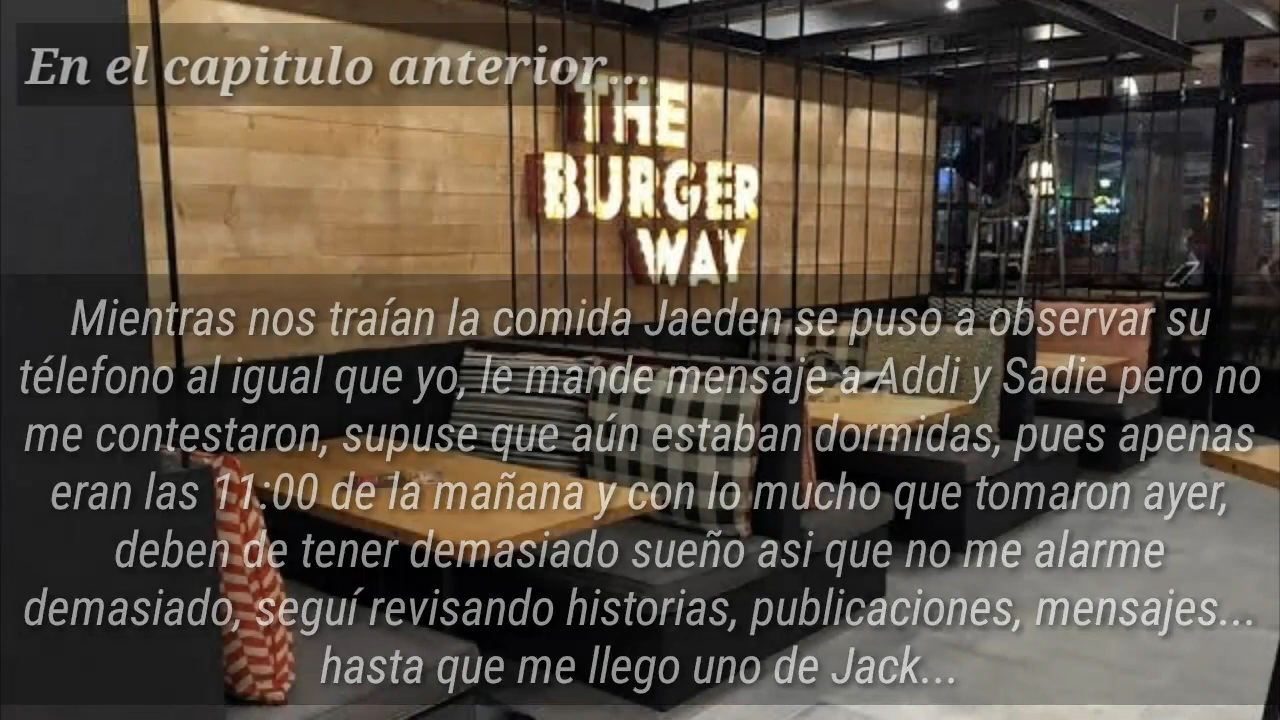 En el capitulo anterior...
THE
BURGER
WAY
Mientras nos traían la comida Jaeden se puso a observar su
télefono al igual que yo, le mande mensaje a Addi y Sadie pero no
me contestaron, supuse que aún estaban dormidas, pues apenas
eran las 11:00 de la mañana y con lo mucho que tomaron ayer,
deben de tener demasiado sueño asi que no me alarme
demasiado, seguí revisando historias, publicaciones, mensajes...
hasta que me llego uno de Jack...